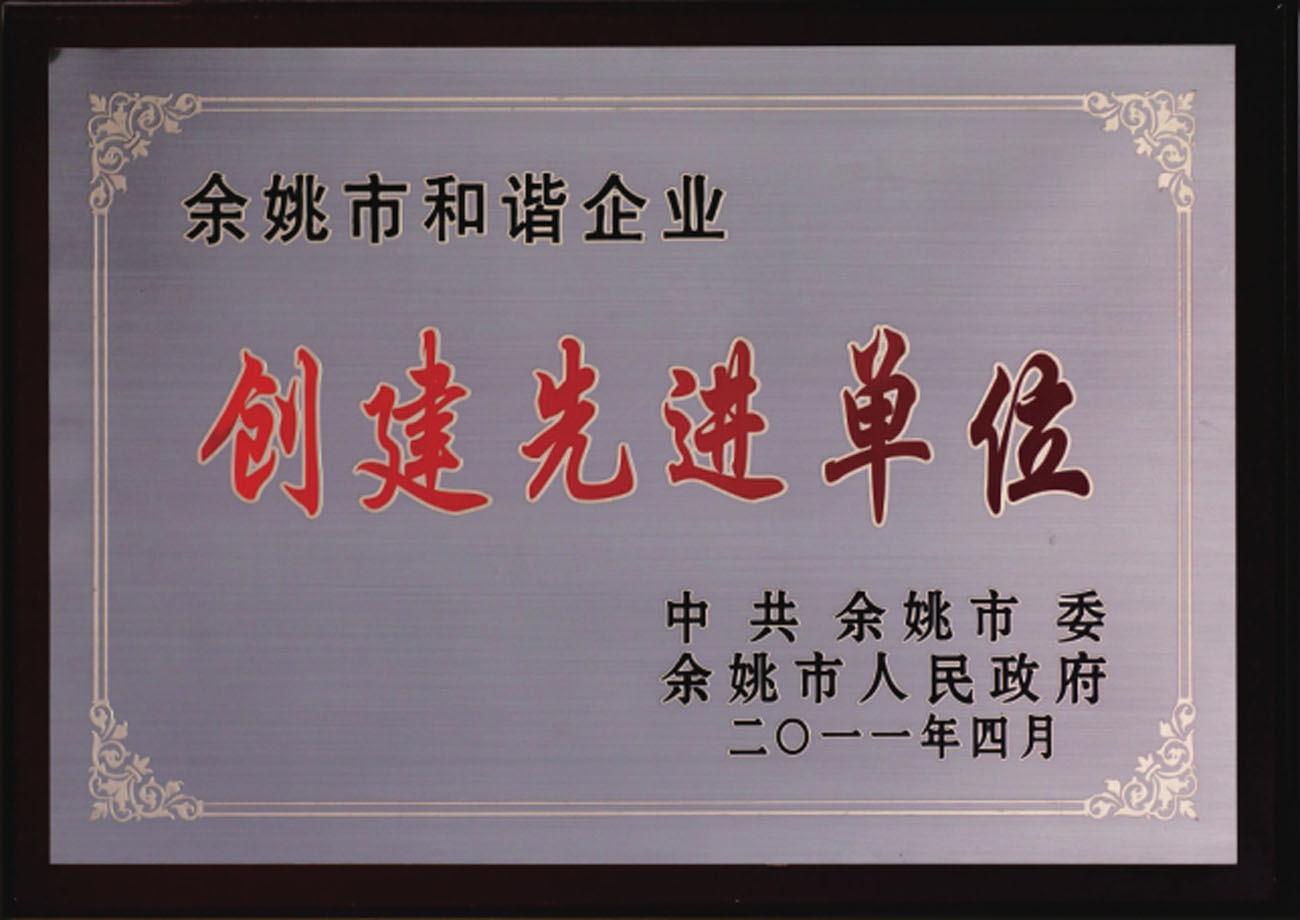 余姚市和谐企业
创建先进单位
中共余姚市委
余姚市人民政府
二〇一一年四月